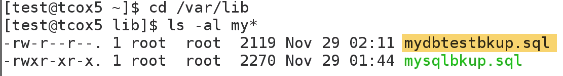 [test@tcox5 ~]$ cd /var/lib
[test@tcox5 lib]$ ls -al my*
-rw-r--r--. 1 root  root  2119 Nov 29 02:11 mydbtestbkup.sql
-rwxr-xr-x. 1 root  root  2270 Nov 29 01:44 mysqlbkup.sql